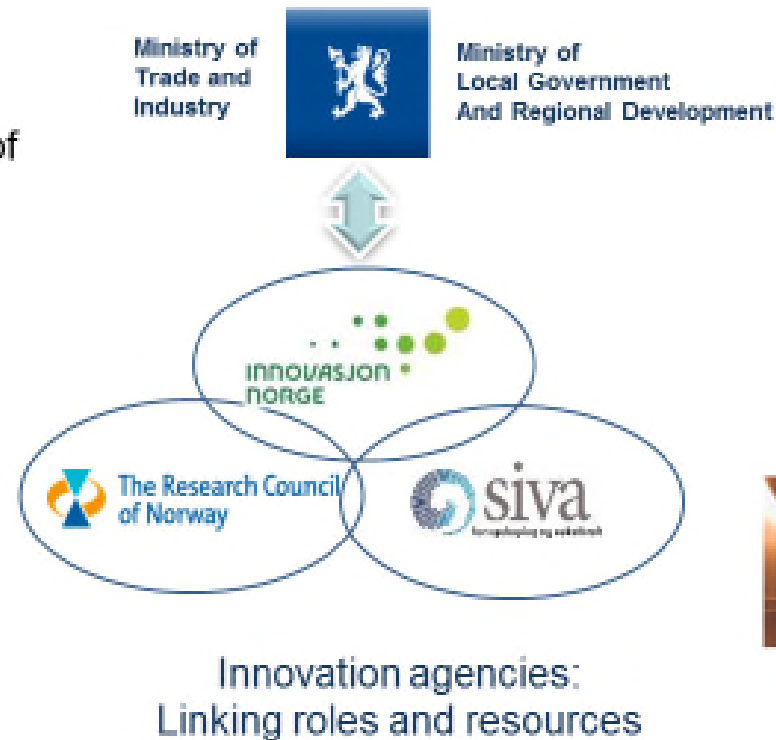 Ministry of
Trade and
Industry
Ministry of
Local Government
And Regional Development
of
INNOVASJON
NORGE
The Research Council
of Norway
siva
Innovation agencies:
Linking roles and resources